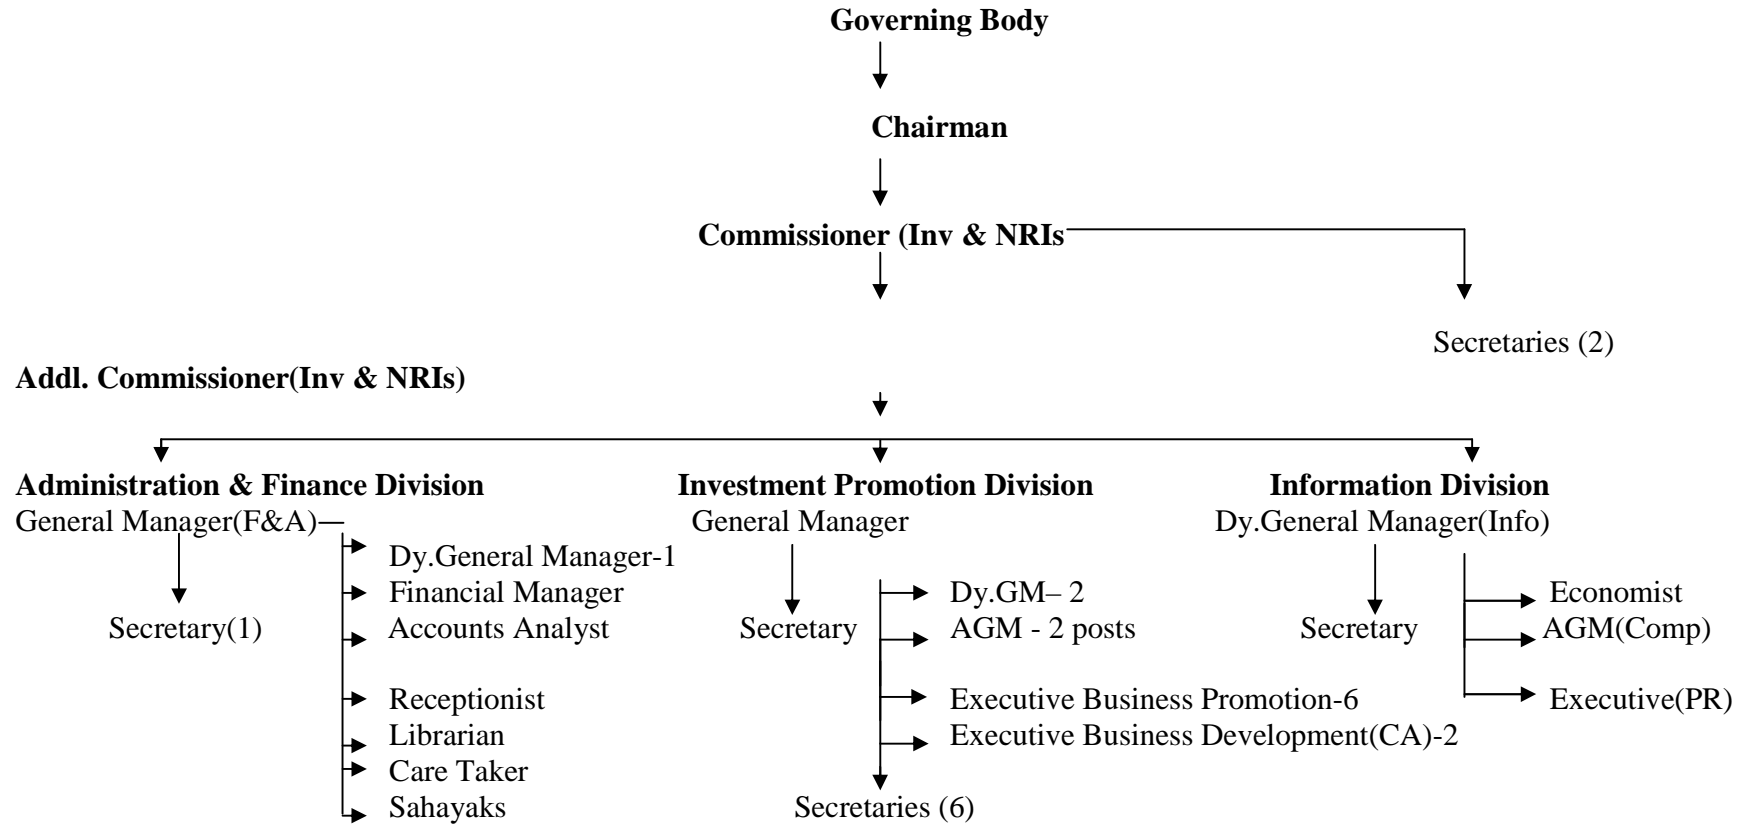 Governing Body
Chairman
Commissioner (Inv & NRIs
Secretaries (2)
Addl. Commissioner(Inv & NRIs)
Administration & Finance Division
General Manager(F&A)
Dy.General Manager-1
Financial Manager
Accounts Analyst
Secretary(1)
Receptionist
Librarian
Care Taker
Sahayaks
Investment Promotion Division
General Manager
Dy.GM– 2
AGM - 2 posts
Secretary
Executive Business Promotion-6
Executive Business Development(CA)-2
Secretaries (6)
Information Division
Dy.General Manager(Info)
Economist
AGM(Comp)
Secretary
Executive(PR)